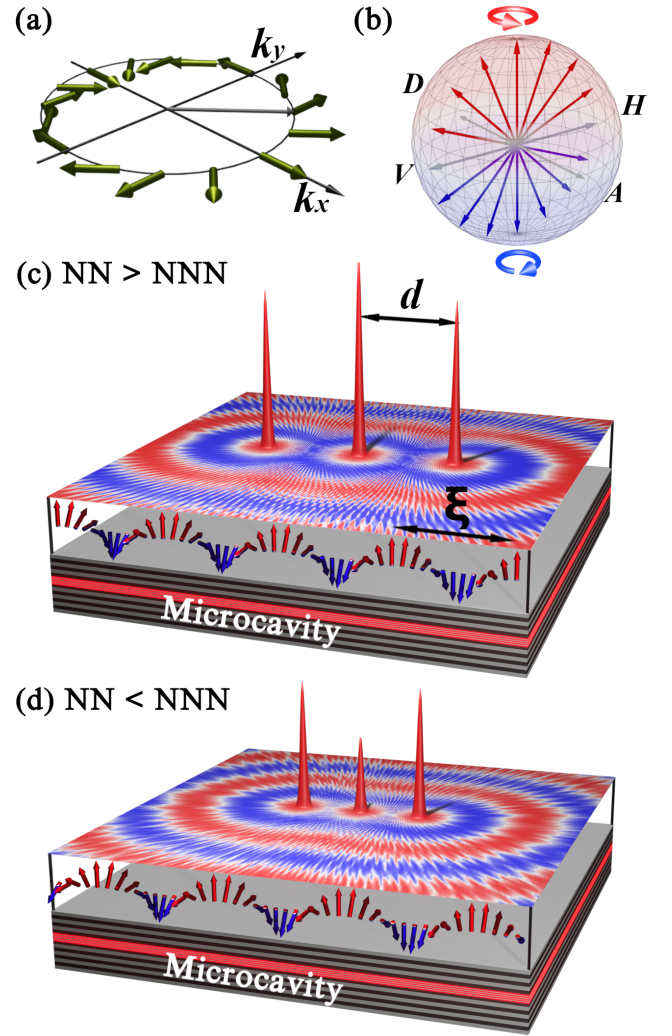 (a)
k_y
k_x
(b)
D
H
V
A
(c) NN > NNN
d
ξ
Microcavity
(d) NN < NNN
Microcavity